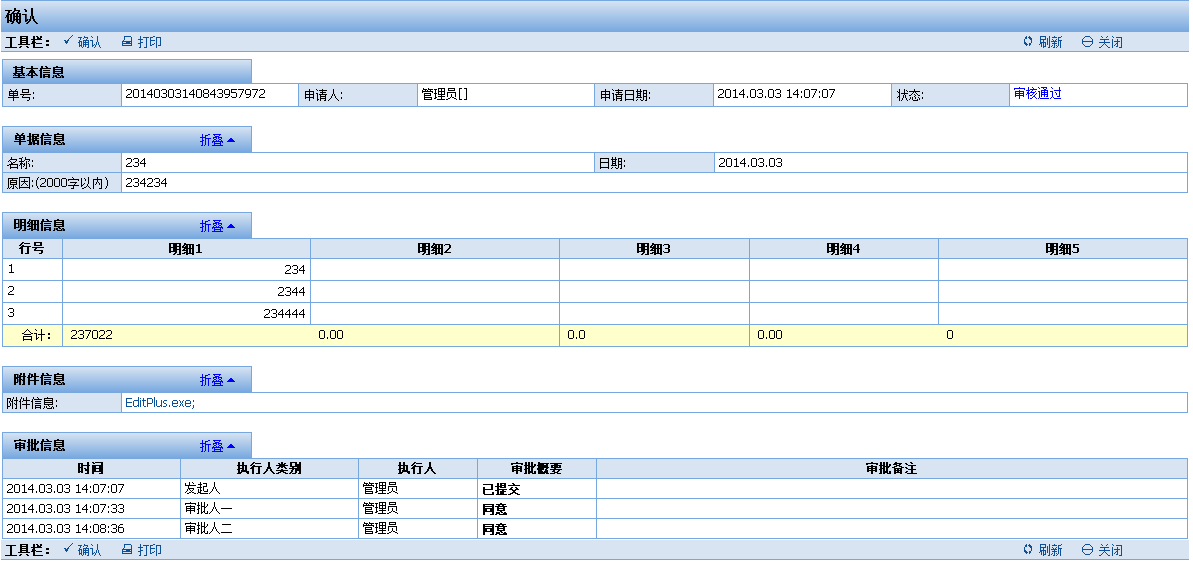 确认
工具栏： 确认 打印 刷新 关闭
基本信息
单号: 20140303140843957972 申请人: 管理员[] 申请日期: 2014.03.03 14:07:07 状态: 审核通过
单据信息 折叠
名称: 234 日期: 2014.03.03
原因:(2000字以内) 234234
明细信息 折叠
行号 明细1 明细2 明细3 明细4 明细5
1 234
2 2344
3 234444
合计： 237022 0.00 0.0 0.00 0
附件信息 折叠
附件信息: EditPlus.exe;
审批信息 折叠
时间 执行人类别 执行人 审批概要 审批备注
2014.03.03 14:07:07 发起人 管理员 已提交
2014.03.03 14:07:33 审批人一 管理员 同意
2014.03.03 14:08:36 审批人二 管理员 同意
工具栏： 确认 打印 刷新 关闭